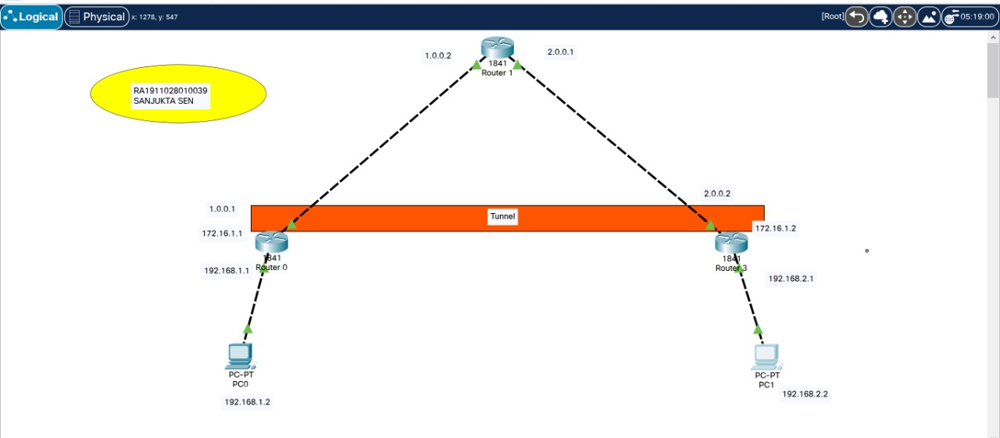 Logical Physical x: 1278, y: 547 [Root] 05:19:00
1.0.0.2
2.0.0.1
1841
Router 1
RA1911028010039
SANJUKTA SEN
2.0.0.2
1.0.0.1
Tunnel
172.16.1.1
172.16.1.2
1841
Router 0
1841
Router 3
192.168.1.1
192.168.2.1
PC-PT
PC0
PC-PT
PC1
192.168.1.2
192.168.2.2